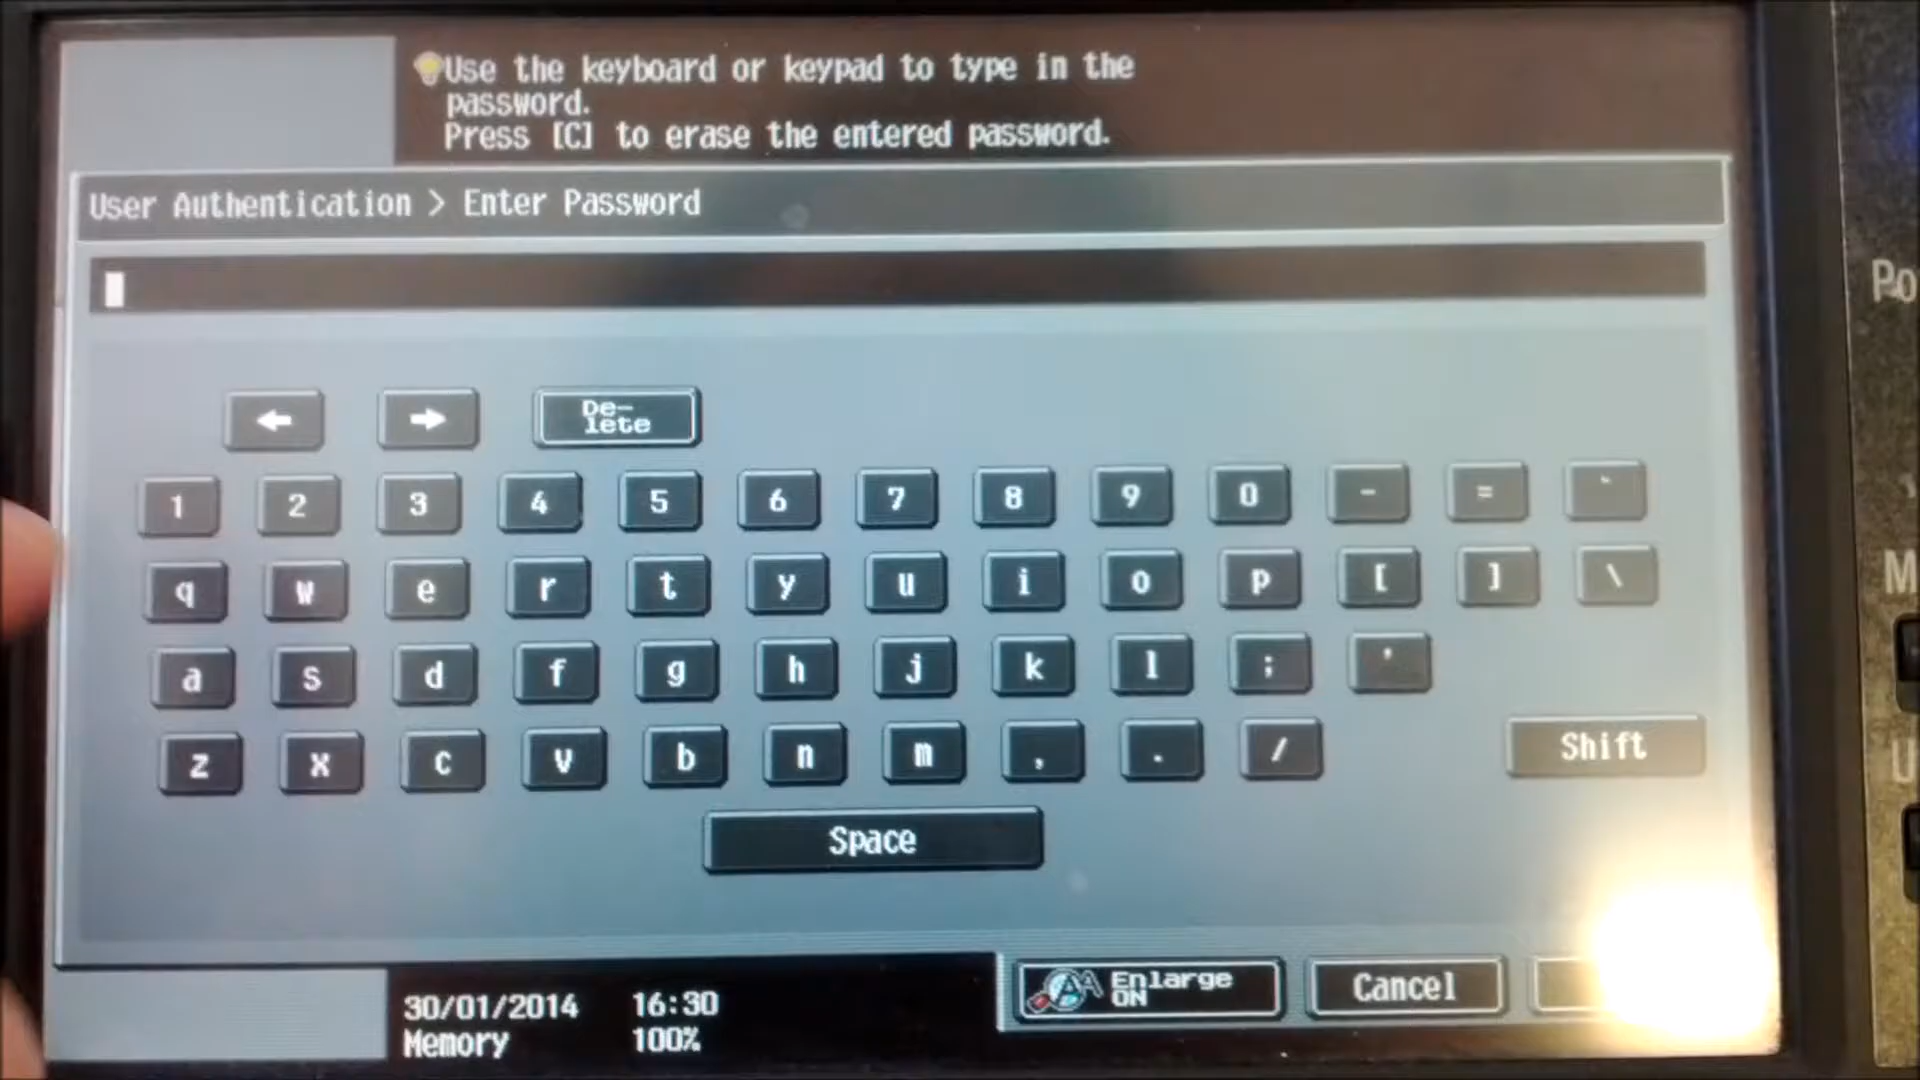 Use the keyboard or keypad to type in the
password.
Press [C] to erase the entered password.
User Authentication > Enter Password
← → De-
lete
1 2 3 4 5 6 7 8 9 0 - = `
q w e r t y u i o p [ ] \
a s d f g h j k l ; '
z x c v b n m , . / Shift
Space
Enlarge
ON
Cancel
30/01/2014 16:30
Memory 100%